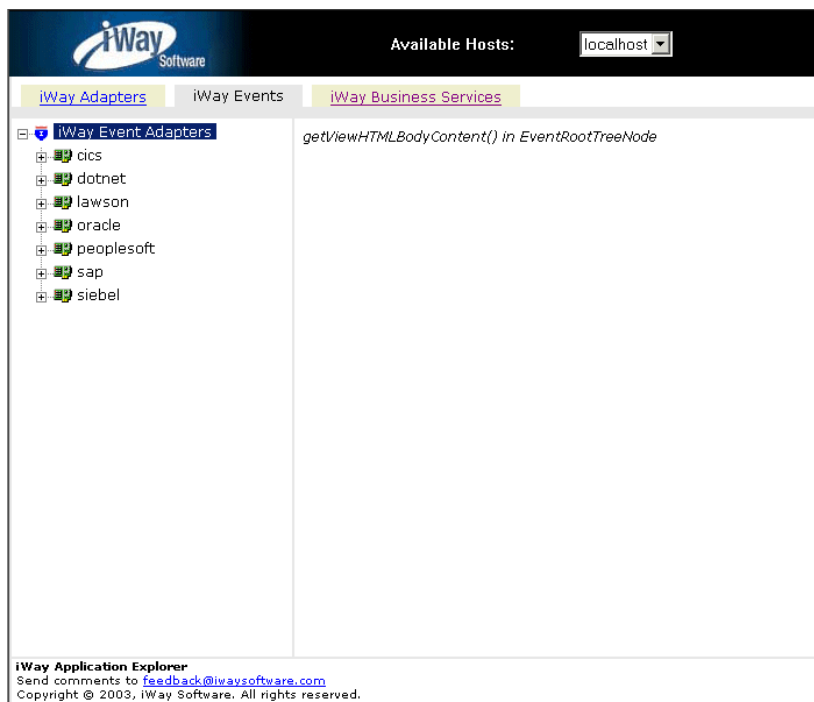 iWay
Software
Available Hosts:
localhost
iWay Adapters
iWay Events
iWay Business Services
iWay Event Adapters
getViewHTMLBodyContent() in EventRootTreeNode
cics
dotnet
lawson
oracle
peoplesoft
sap
siebel
iWay Application Explorer
Send comments to feedback@iwaysoftware.com
Copyright © 2003, iWay Software. All rights reserved.